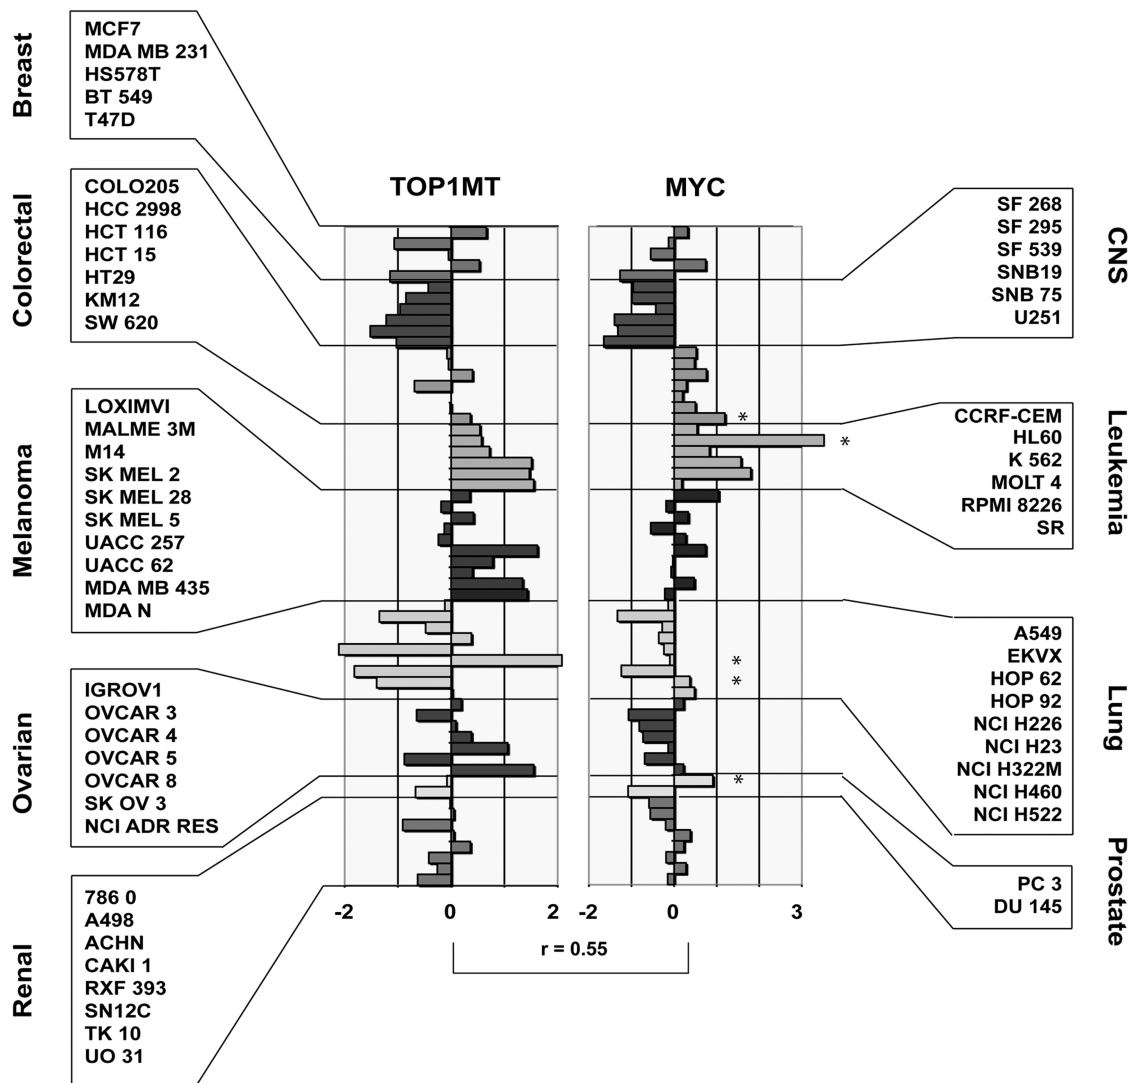 Breast
MCF7
MDA MB 231
HS578T
BT 549
T47D
Colorectal
COLO205
HCC 2998
HCT 116
HCT 15
HT29
KM12
SW 620
Melanoma
LOXIMVI
MALME 3M
M14
SK MEL 2
SK MEL 28
SK MEL 5
UACC 257
UACC 62
MDA MB 435
MDA N
Ovarian
IGROV1
OVCAR 3
OVCAR 4
OVCAR 5
OVCAR 8
SK OV 3
NCI ADR RES
Renal
786 0
A498
ACHN
CAKI 1
RXF 393
SN12C
TK 10
UO 31
TOP1MT
MYC
*
*
*
*
*
-2 0 2
-2 0 3
r = 0.55
CNS
SF 268
SF 295
SF 539
SNB19
SNB 75
U251
Leukemia
CCRF-CEM
HL60
K 562
MOLT 4
RPMI 8226
SR
Lung
A549
EKVX
HOP 62
HOP 92
NCI H226
NCI H23
NCI H322M
NCI H460
NCI H522
Prostate
PC 3
DU 145